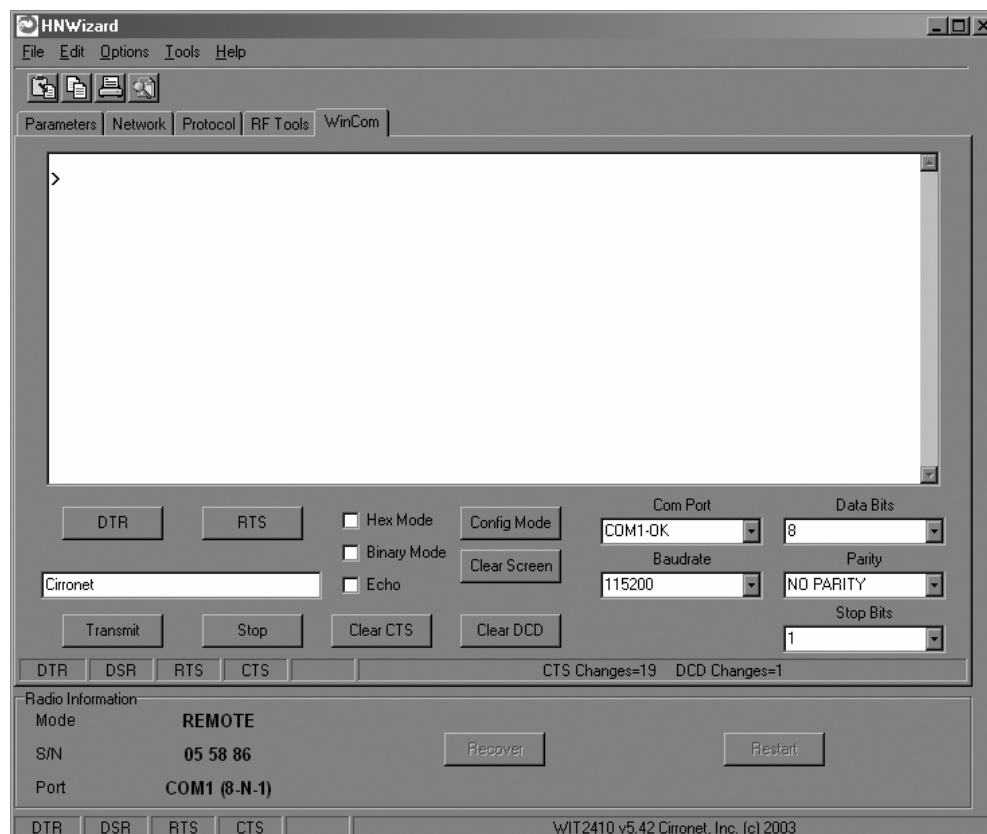 HNWizard
File Edit Options Tools Help
Parameters Network Protocol RF Tools WinCom
>
DTR RTS Hex Mode Config Mode Com Port Data Bits
COM1-OK 8
Binary Mode Clear Screen Baudrate Parity
Cirronet Echo 115200 NO PARITY
Stop Bits
Transmit Stop Clear CTS Clear DCD 1
DTR DSR RTS CTS CTS Changes=19 DCD Changes=1
Radio Information
Mode REMOTE
S/N 05 58 86 Recover Restart
Port COM1 (8-N-1)
DTR DSR RTS CTS WIT2410 v5.42 Cirronet, Inc. (c) 2003